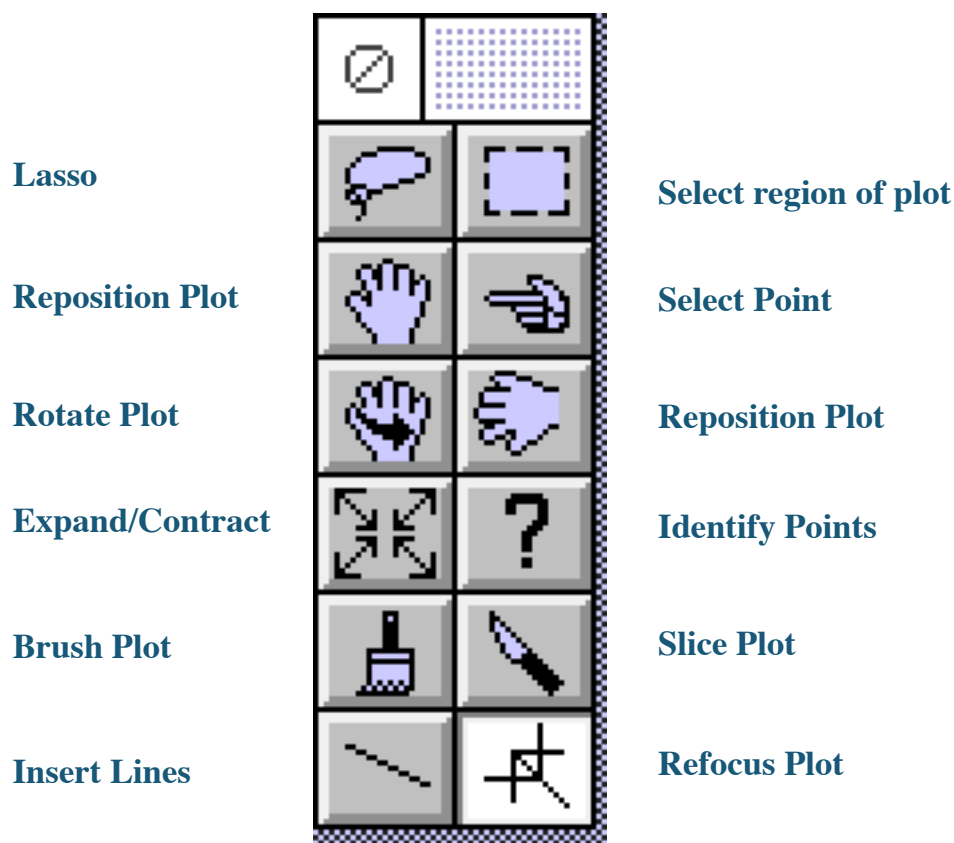 Lasso
Select region of plot
Reposition Plot
Select Point
Rotate Plot
Reposition Plot
Expand/Contract
?
Identify Points
Brush Plot
Slice Plot
Insert Lines
Refocus Plot